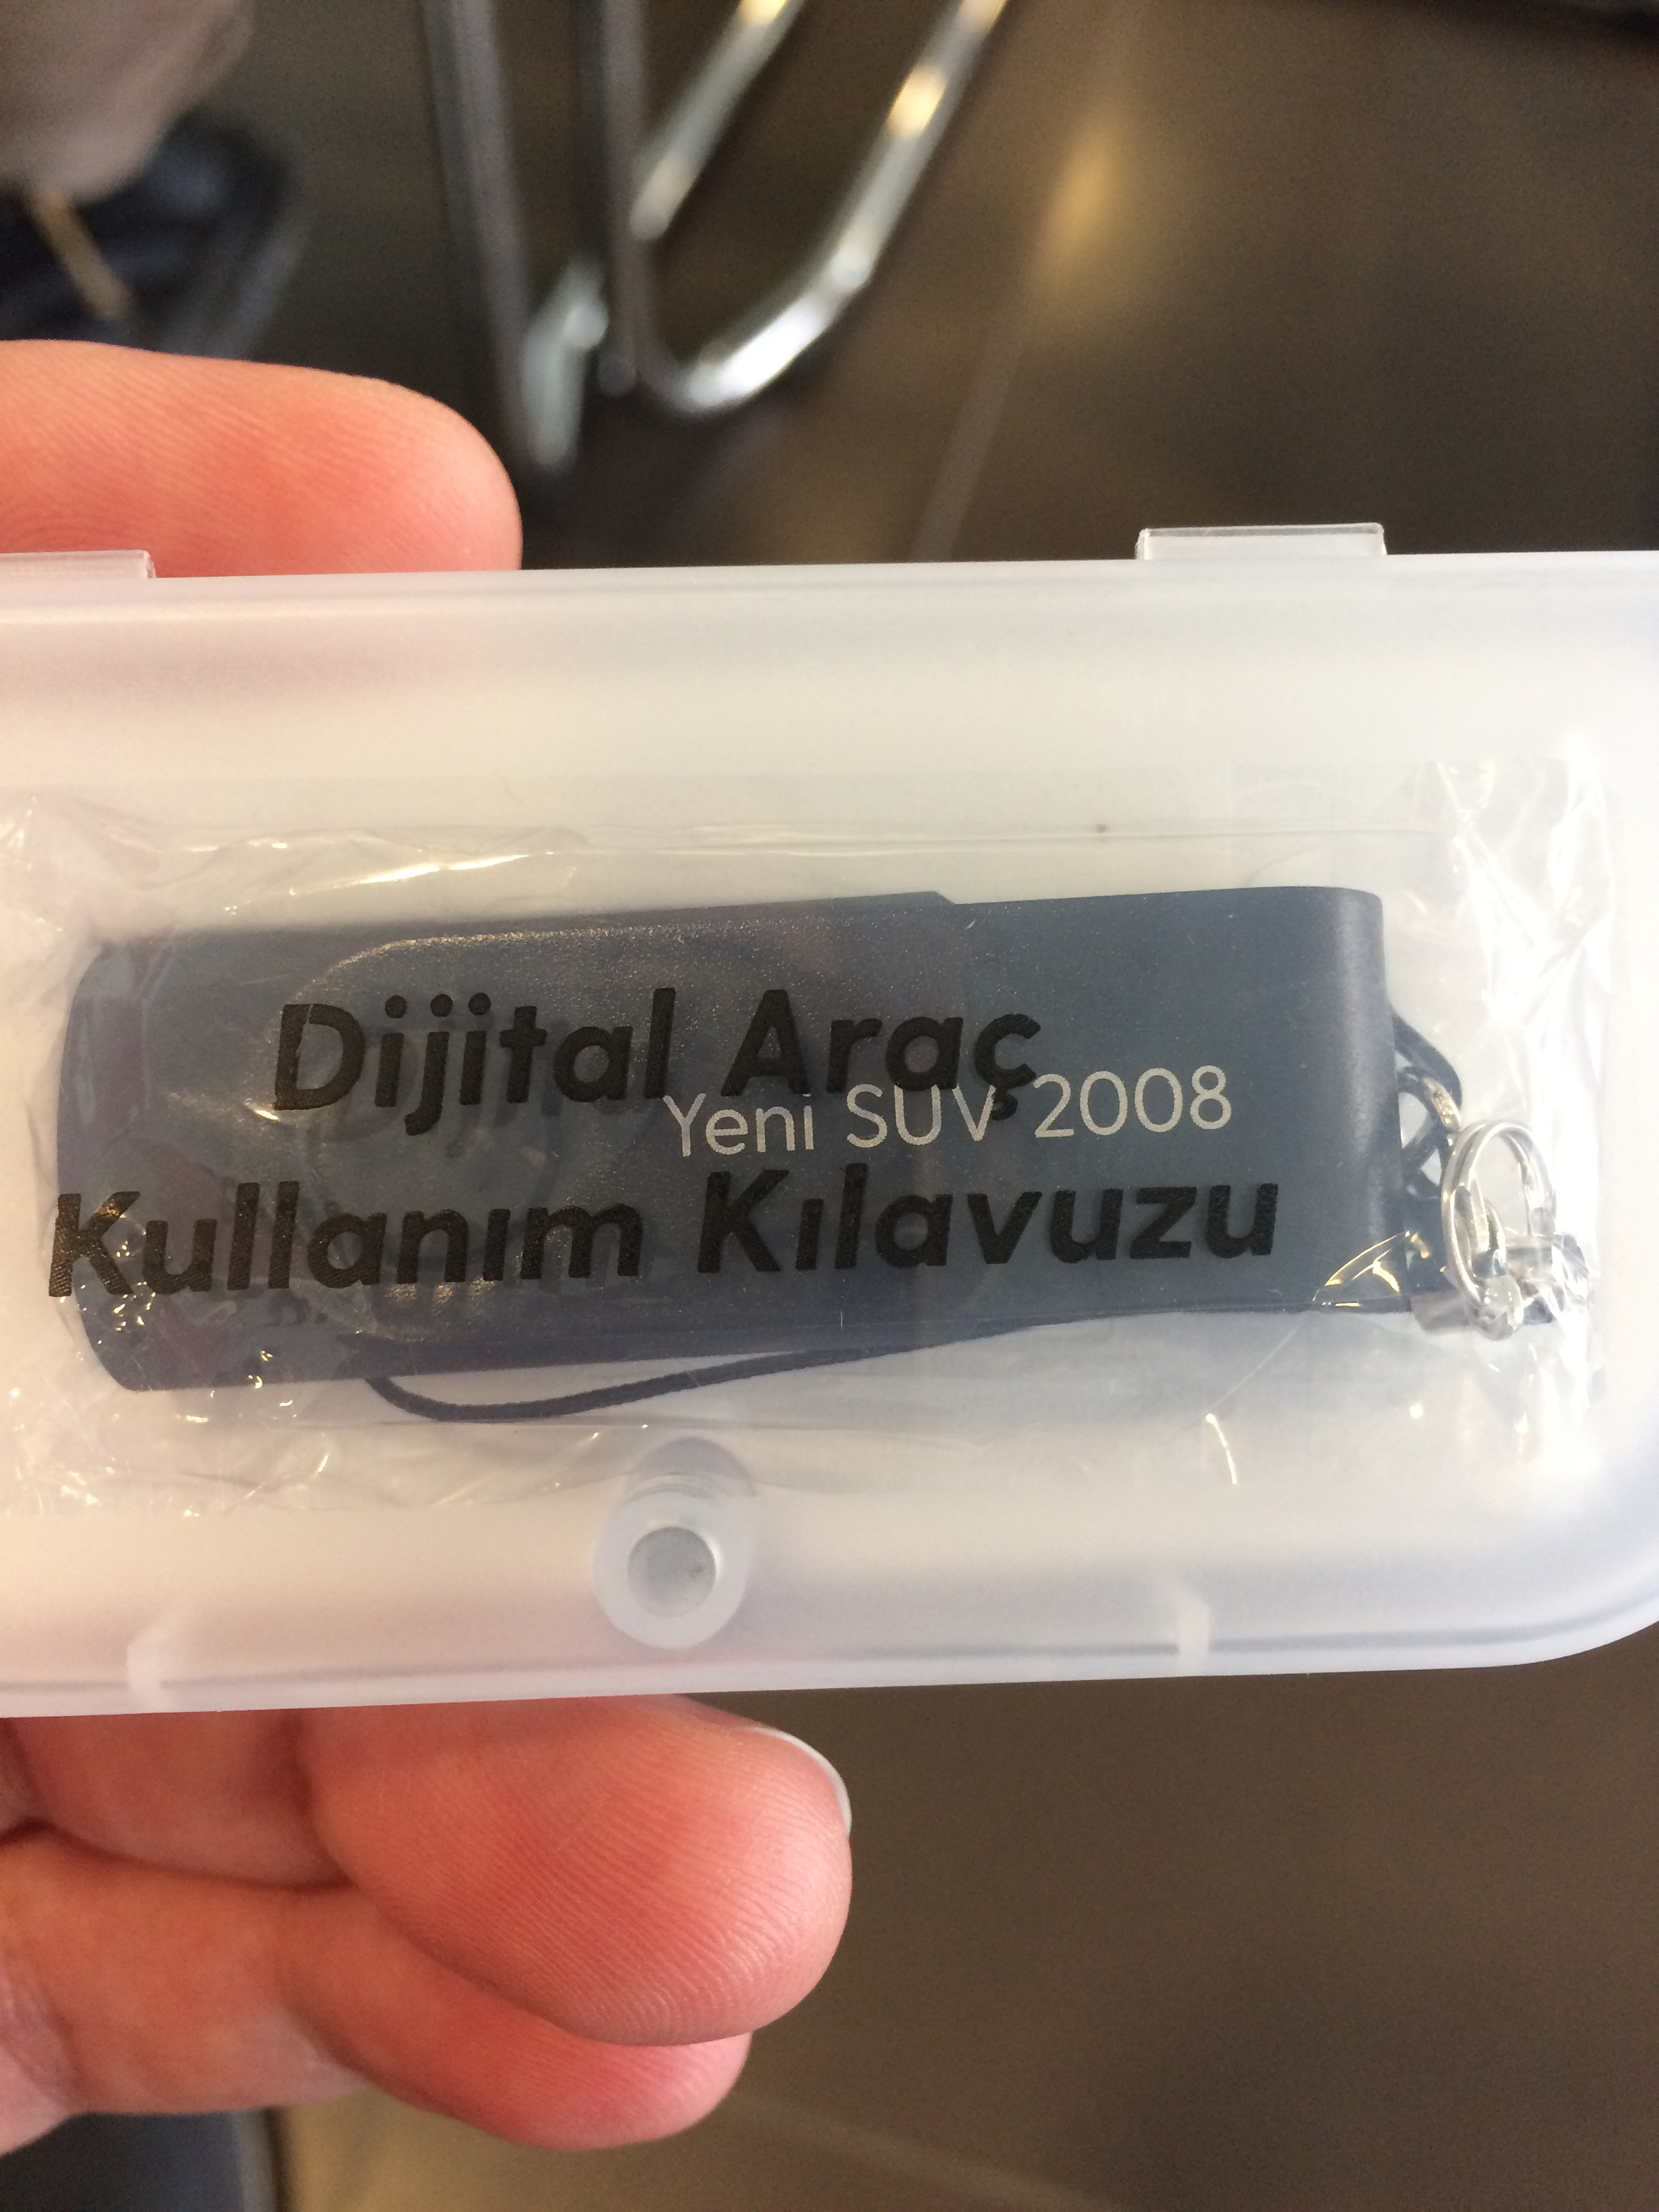 Dijital Araç
Yeni SUV 2008
Kullanım Kılavuzu